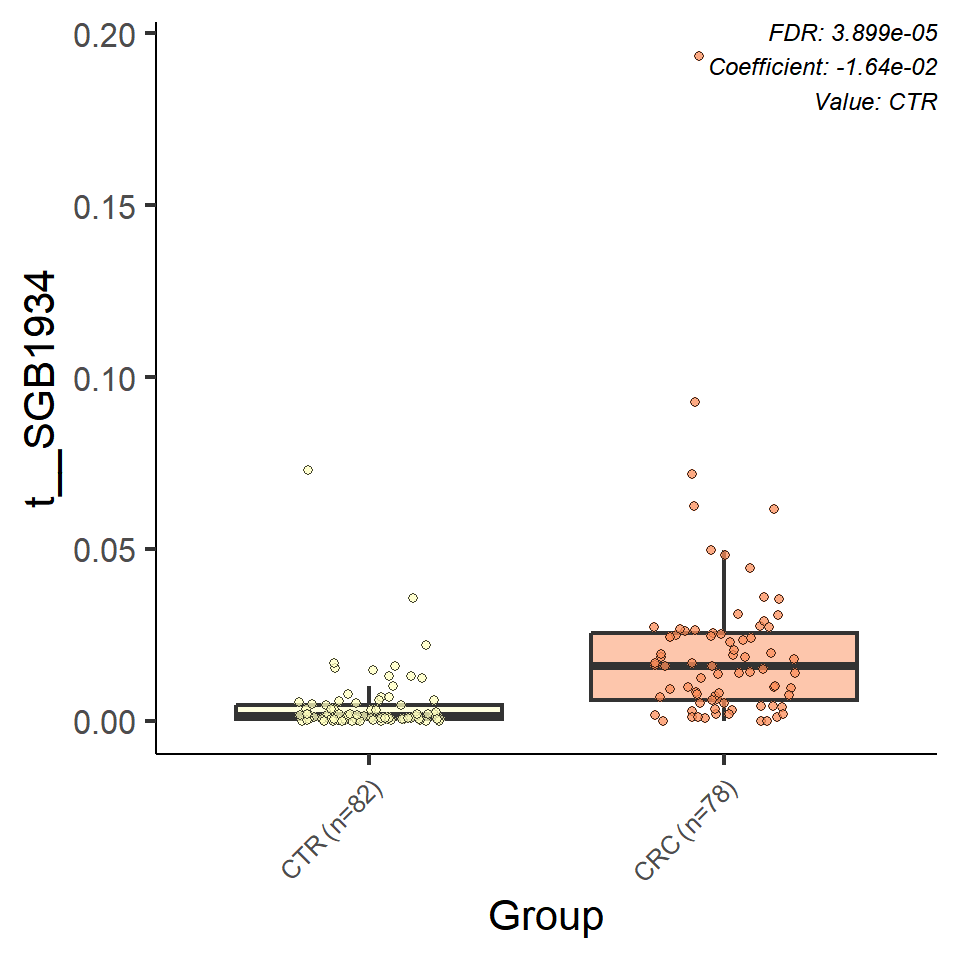 FDR: 3.899e-05
Coefficient: -1.64e-02
Value: CTR
0.20
0.15
0.10
0.05
0.00
t__SGB1934
CTR (n=82)
CRC (n=78)
Group